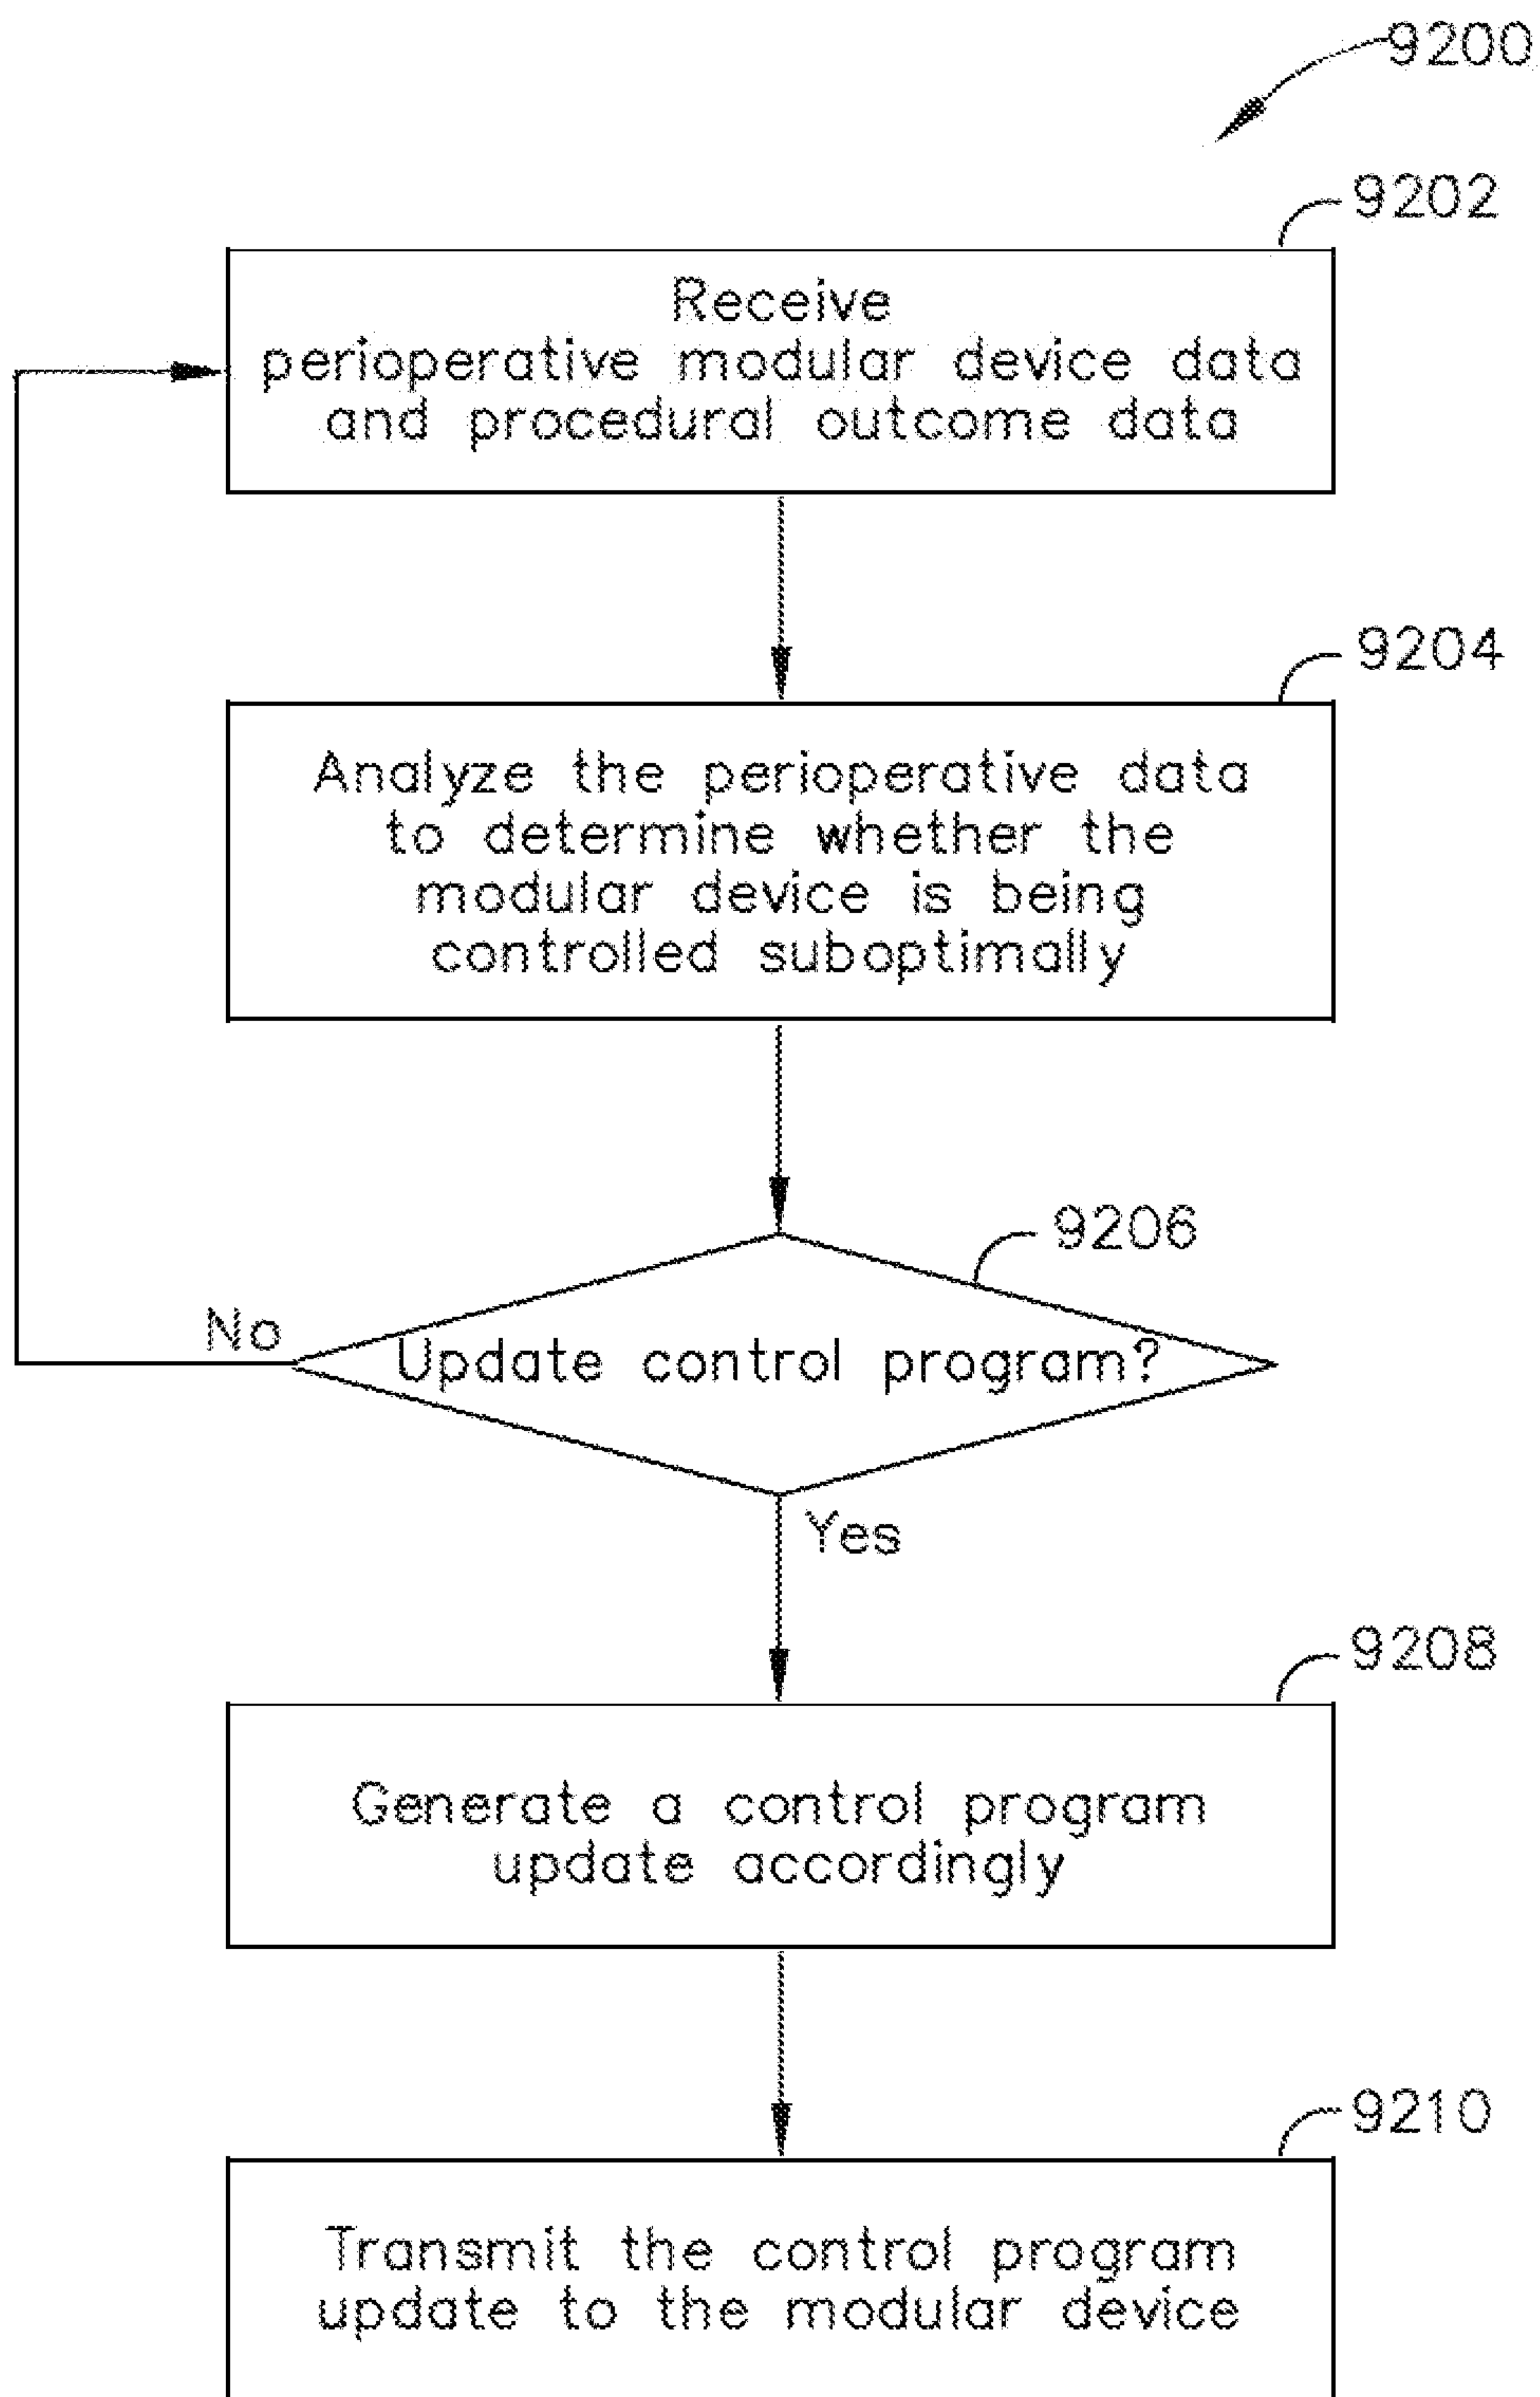 9200
9202
Receive
perioperative modular device data
and procedural outcome data
9204
Analyze the perioperative data
to determine whether the
modular device is being
controlled suboptimally
9206
No
Update control program?
Yes
9208
Generate a control program
update accordingly
9210
Transmit the control program
update to the modular device